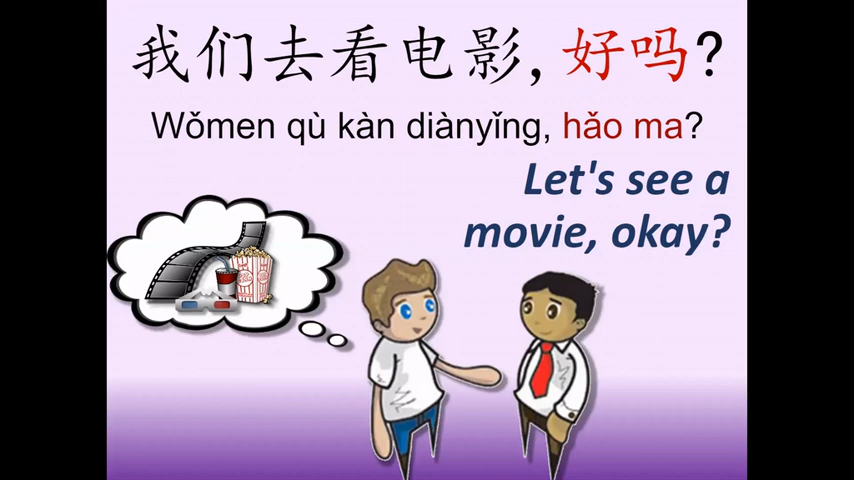 我们去看电影, 好吗?
Wǒmen qù kàn diànyǐng, hǎo ma?
Let's see a
movie, okay?